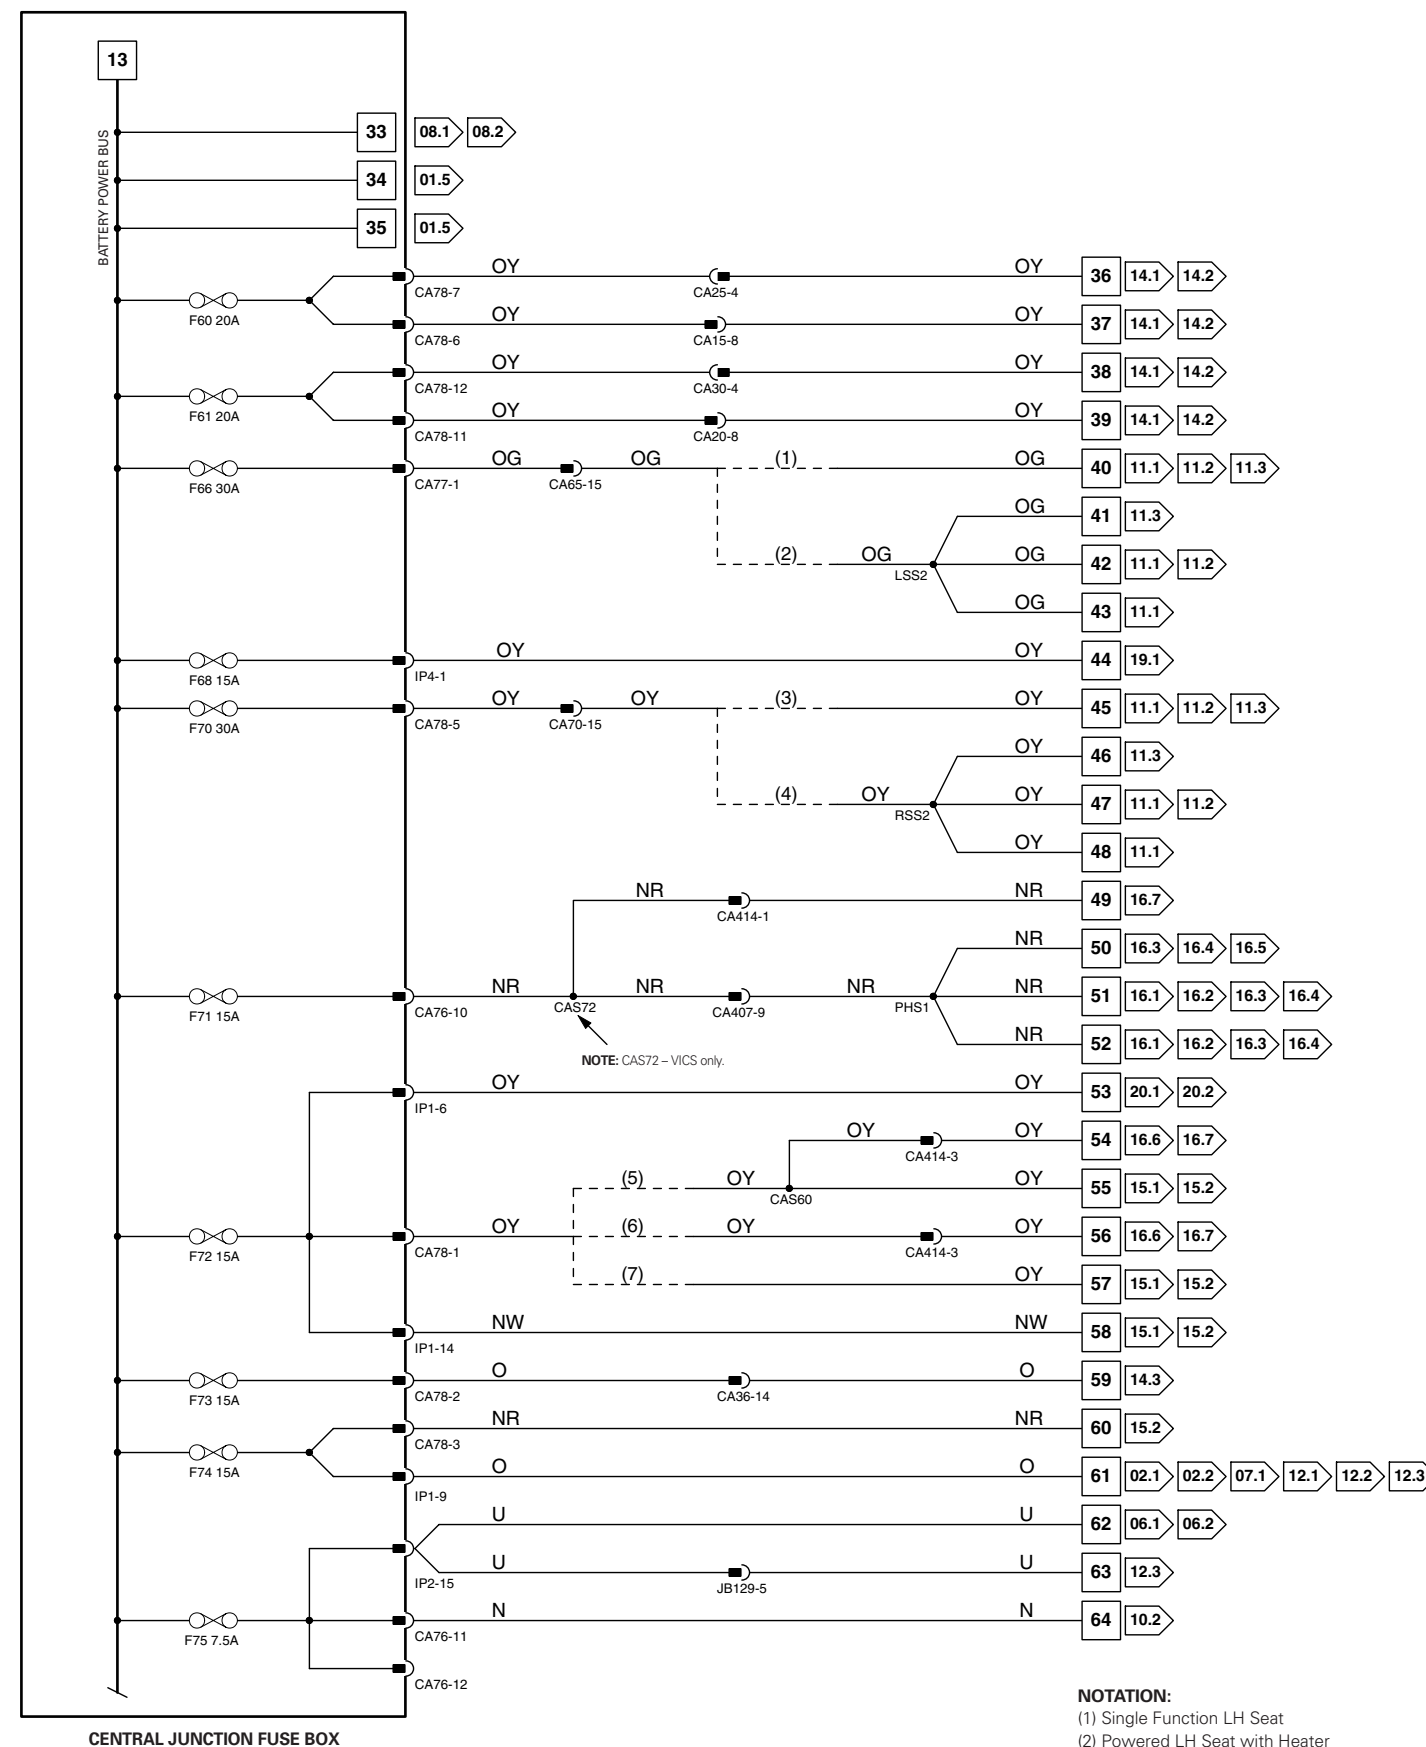 13
BATTERY POWER BUS
33 08.1 08.2
34 01.5
35 01.5
OY OY 36 14.1 14.2
CA78-7 CA25-4
F60 20A
OY OY 37 14.1 14.2
CA78-6 CA15-8
OY OY 38 14.1 14.2
CA78-12 CA30-4
F61 20A
OY OY 39 14.1 14.2
CA78-11 CA20-8
OG OG (1) OG 40 11.1 11.2 11.3
F66 30A CA77-1 CA65-15
OG 41 11.3
(2) OG OG 42 11.1 11.2
LSS2
OG 43 11.1
OY OY 44 19.1
F68 15A IP4-1
OY OY (3) OY 45 11.1 11.2 11.3
F70 30A CA78-5 CA70-15
OY 46 11.3
(4) OY OY 47 11.1 11.2
RSS2
OY 48 11.1
NR NR 49 16.7
CA414-1
NR 50 16.3 16.4 16.5
NR NR NR NR 51 16.1 16.2 16.3 16.4
F71 15A CA76-10 CAS72 CA407-9 PHS1
NR 52 16.1 16.2 16.3 16.4
NOTE: CAS72 – VICS only.
OY OY 53 20.1 20.2
IP1-6
OY OY 54 16.6 16.7
CA414-3
(5) OY OY 55 15.1 15.2
CAS60
OY (6) OY OY 56 16.6 16.7
F72 15A CA78-1 CA414-3
(7) OY 57 15.1 15.2
NW NW 58 15.1 15.2
IP1-14
O O 59 14.3
F73 15A CA78-2 CA36-14
NR NR 60 15.2
CA78-3
F74 15A
O O 61 02.1 02.2 07.1 12.1 12.2 12.3
IP1-9
U U 62 06.1 06.2
U U 63 12.3
IP2-15 JB129-5
N N 64 10.2
F75 7.5A CA76-11
CA76-12
CENTRAL JUNCTION FUSE BOX
NOTATION:
(1) Single Function LH Seat
(2) Powered LH Seat with Heater